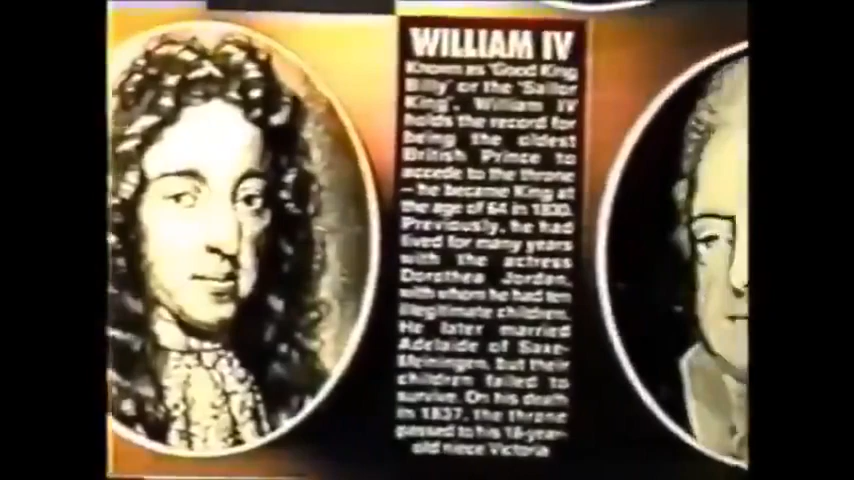 WILLIAM IV
Known as 'Good King
Billy' or the 'Sailor
King', William IV
holds the record for
being the oldest
British Prince to
accede to the throne
– he became King at
the age of 64 in 1830.
Previously, he had
lived for many years
with the actress
Dorothea Jordan,
with whom he had ten
illegitimate children.
He later married
Adelaide of Saxe-
Meiningen, but their
children failed to
survive. On his death
in 1837, the throne
passed to his 18-year-
old niece Victoria